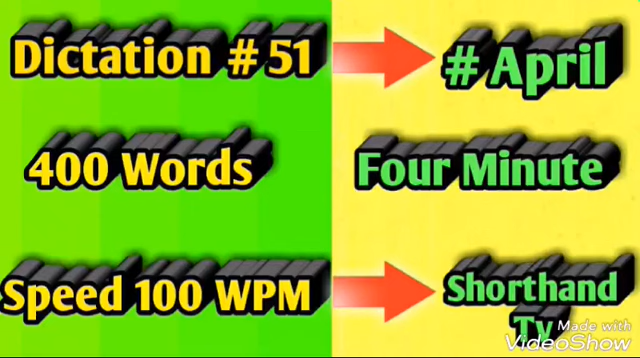 Dictation # 51
# April
400 Words
Four Minute
Speed 100 WPM
Shorthand
Tv
Made with
VideoShow